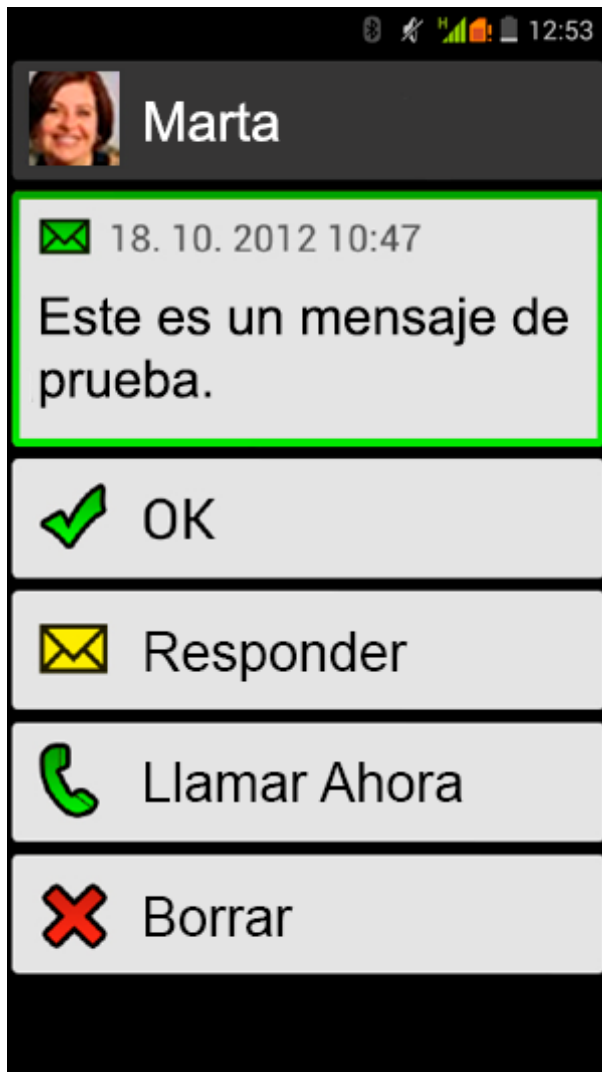 H 12:53
Marta
18. 10. 2012 10:47
Este es un mensaje de
prueba.
OK
Responder
Llamar Ahora
Borrar